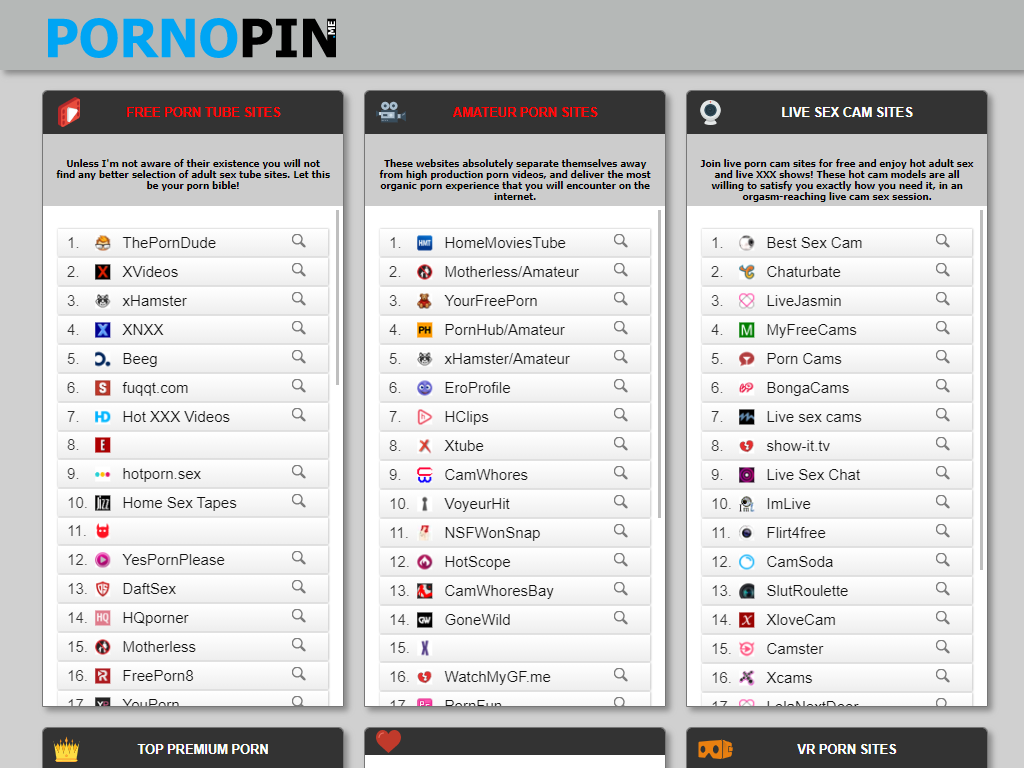 PORNOPIN.ME
FREE PORN TUBE SITES
Unless I'm not aware of their existence you will not
find any better selection of adult sex tube sites. Let this
be your porn bible!
1. ThePornDude
2. XVideos
3. xHamster
4. XNXX
5. Beeg
6. S fuqqt.com
7. HD Hot XXX Videos
8. E
9. hotporn.sex
10. Jizz Home Sex Tapes
11.
12. YesPornPlease
13. DaftSex
14. HQ HQporner
15. Motherless
16. R FreePorn8
17. YouPorn
AMATEUR PORN SITES
These websites absolutely separate themselves away
from high production porn videos, and deliver the most
organic porn experience that you will encounter on the
internet.
1. HMT HomeMoviesTube
2. Motherless/Amateur
3. YourFreePorn
4. PH PornHub/Amateur
5. xHamster/Amateur
6. EroProfile
7. h HClips
8. X Xtube
9. CamWhores
10. VoyeurHit
11. NSFWonSnap
12. HotScope
13. CamWhoresBay
14. GW GoneWild
15. X
16. WatchMyGF.me
17. PornFun
LIVE SEX CAM SITES
Join live porn cam sites for free and enjoy hot adult sex
and live XXX shows! These hot cam models are all
willing to satisfy you exactly how you need it, in an
orgasm-reaching live cam sex session.
1. Best Sex Cam
2. Chaturbate
3. LiveJasmin
4. M MyFreeCams
5. Porn Cams
6. BongaCams
7. Live sex cams
8. show-it.tv
9. Live Sex Chat
10. ImLive
11. Flirt4free
12. CamSoda
13. SlutRoulette
14. X XloveCam
15. Camster
16. Xcams
17. LolaNextDoor
TOP PREMIUM PORN
VR PORN SITES